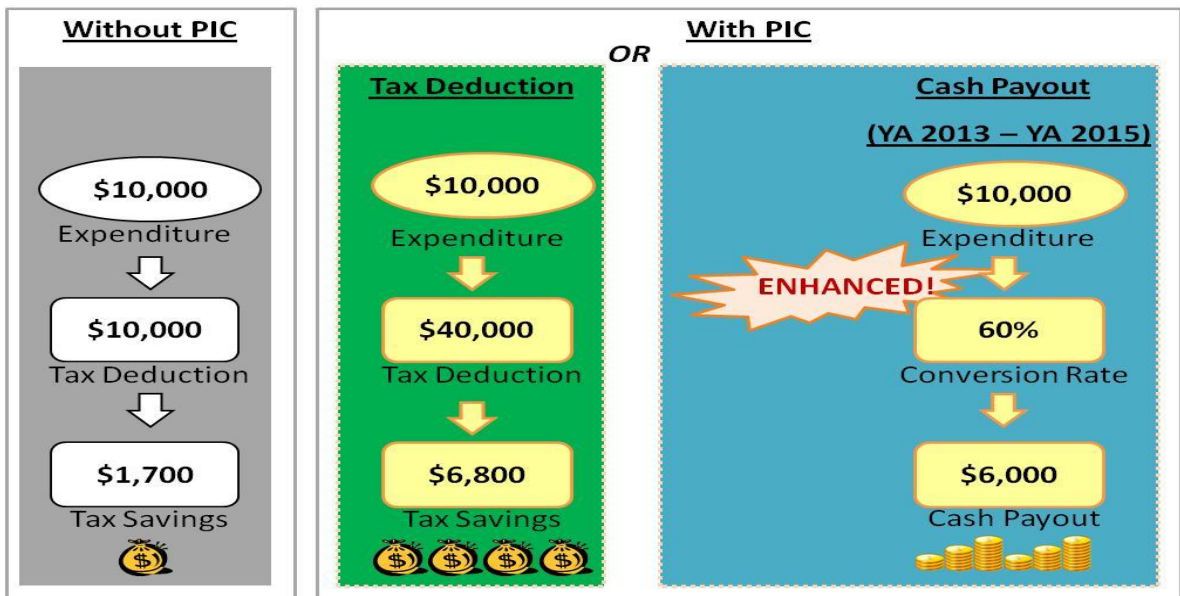 Without PIC
$10,000
Expenditure
$10,000
Tax Deduction
$1,700
Tax Savings
$
With PIC
OR
Tax Deduction
$10,000
Expenditure
$40,000
Tax Deduction
$6,800
Tax Savings
$ $ $ $
Cash Payout
(YA 2013 – YA 2015)
$10,000
Expenditure
ENHANCED!
60%
Conversion Rate
$6,000
Cash Payout